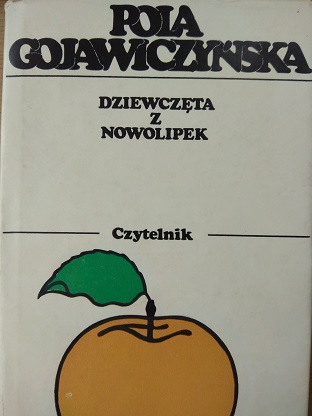 POLA
GOJAWICZYŃSKA
DZIEWCZĘTA
Z
NOWOLIPEK
Czytelnik